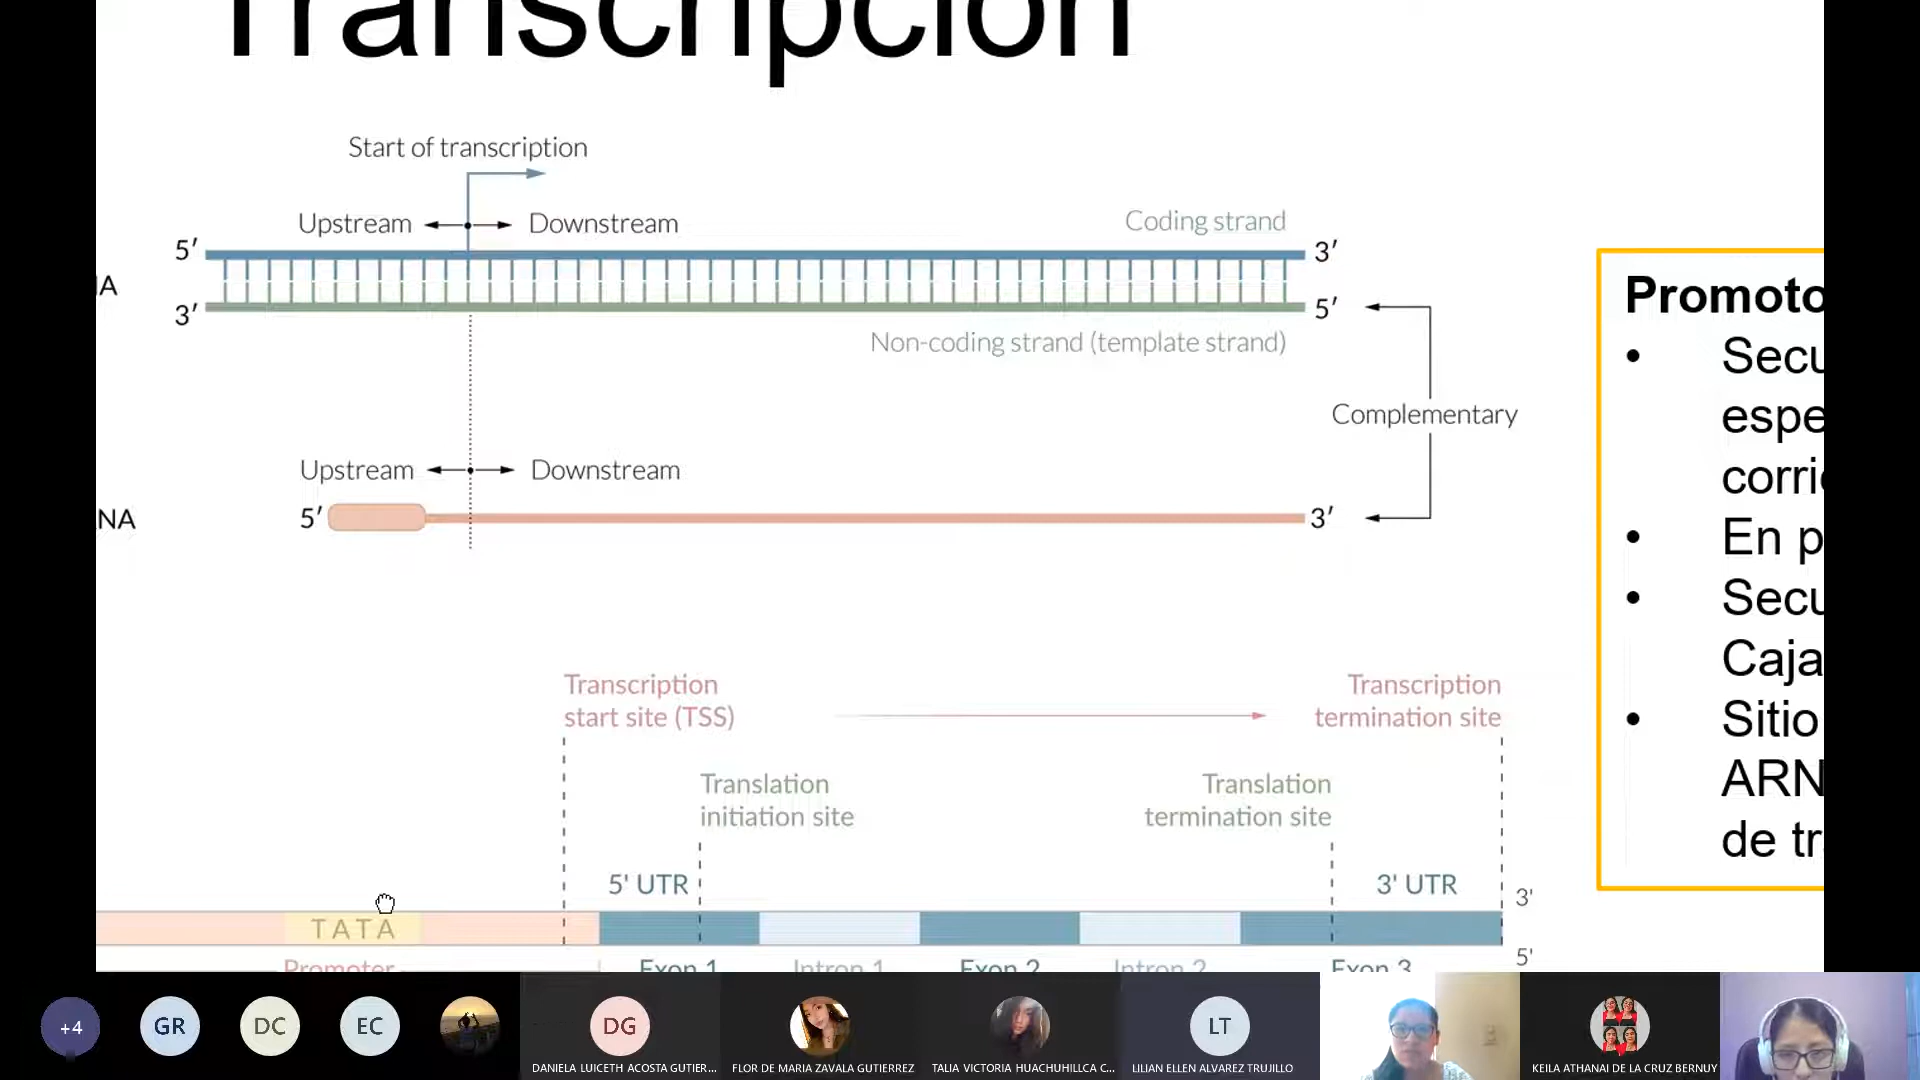 Transcripción
Start of transcription
Upstream
Downstream
Coding strand
5′
3′
A
3′
5′
Non-coding strand (template strand)
Complementary
Upstream
Downstream
NA
5′
3′
Promoto
• Secu
espe
corri
• En p
• Secu
Caja
• Sitio
ARN
de tr
Transcription
start site (TSS)
Transcription
termination site
Translation
initiation site
Translation
termination site
5' UTR
3' UTR
3'
TATA
5'
Promoter
Exon 1
Intron 1
Exon 2
Intron 2
Exon 3
+4
GR
DC
EC
DG
LT
DANIELA LUICETH ACOSTA GUTIER...
FLOR DE MARIA ZAVALA GUTIERREZ
TALIA VICTORIA HUACHUHILLCA C...
LILIAN ELLEN ALVAREZ TRUJILLO
KEILA ATHANAI DE LA CRUZ BERNUY